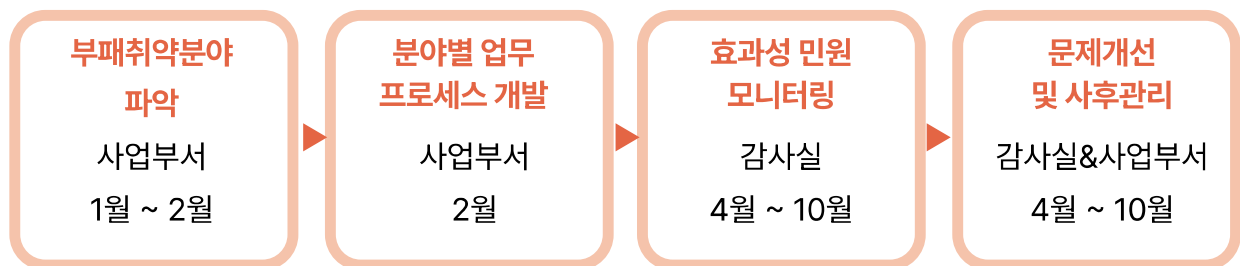 부패취약분야
파악
사업부서
1월 ~ 2월
분야별 업무
프로세스 개발
사업부서
2월
효과성 민원
모니터링
감사실
4월 ~ 10월
문제개선
및 사후관리
감사실&사업부서
4월 ~ 10월